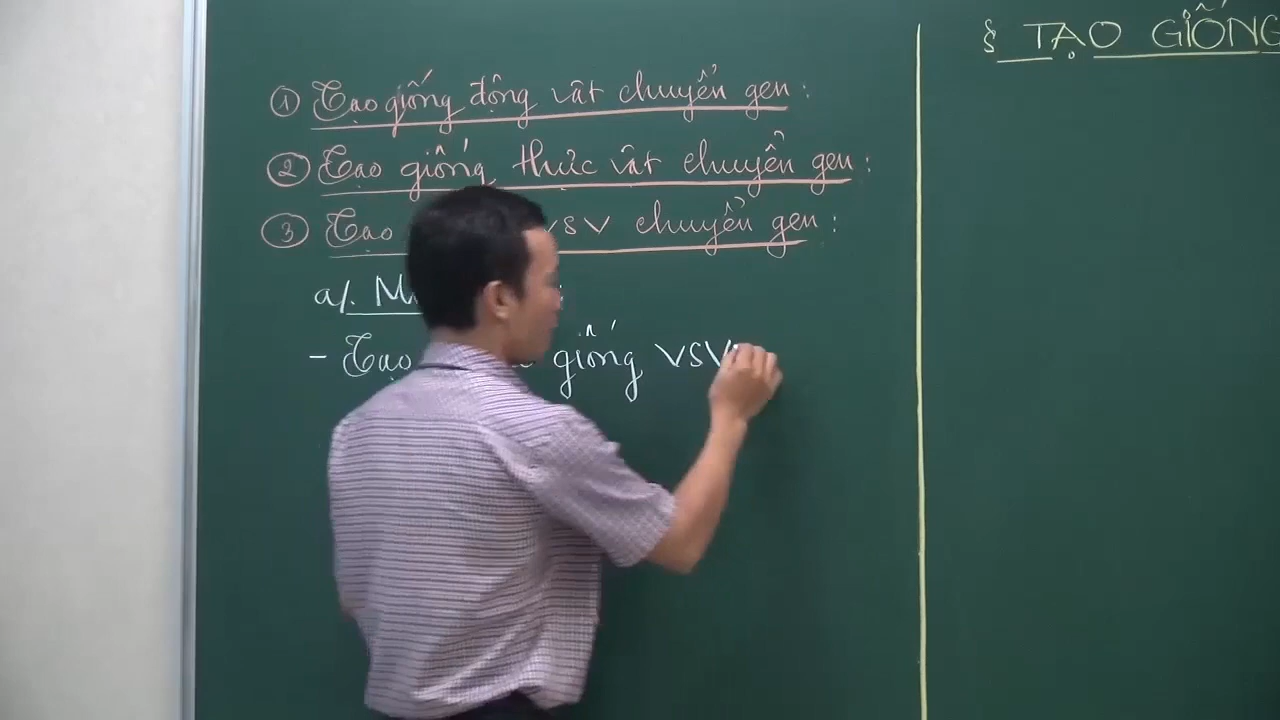 ① Tạo giống động vật chuyển gen :
② Tạo giống thực vật chuyển gen :
③ Tạo VSV chuyển gen :
a/.
- Tạo giống VSV
§ TẠO GIỐNG